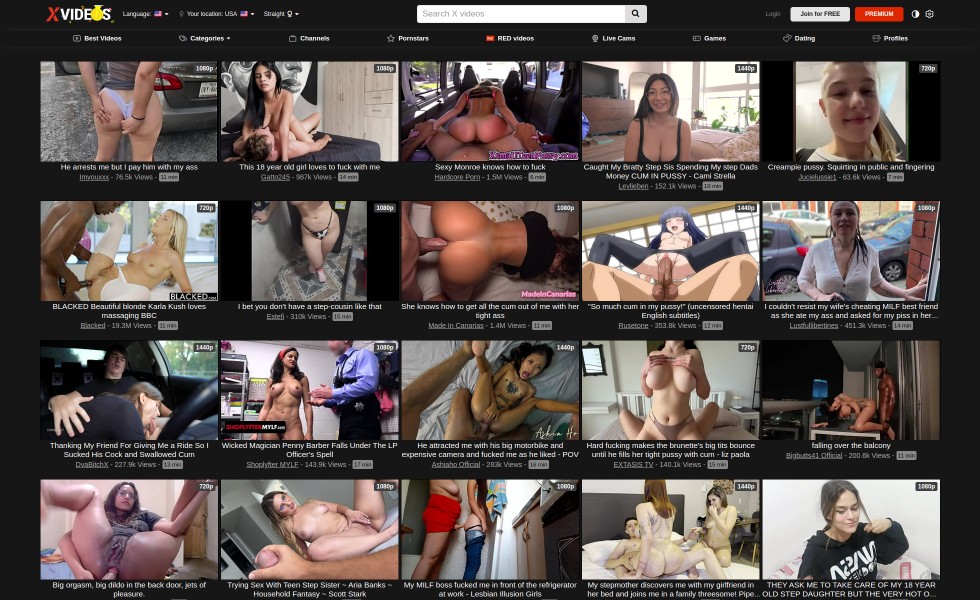 XVIDEOS
Language:
Your location: USA
Straight
Search X videos
Login
Join for FREE
PREMIUM
Best Videos
Categories
Channels
Pornstars
RED videos
Live Cams
Games
Dating
Profiles
1080p
1080p
1440p
720p
He arrests me but I pay him with my ass
Imvouxxx - 76.5k Views - 11 min
This 18 year old girl loves to fuck with me
Gatto245 - 987k Views - 14 min
Sexy Monroe knows how to fuck
Hardcore Porn - 1.5M Views - 6 min
Caught My Bratty Step Sis Spending My step Dads
Money CUM IN PUSSY - Cami Strella
Levlieben - 152.1k Views - 10 min
Creampie pussy. Squirting in public and fingering
Jucielussie1 - 63.6k Views - 7 min
720p
1080p
1080p
1440p
1080p
BLACKED
MadeInCanarias
BLACKED Beautiful blonde Karla Kush loves
massaging BBC
Blacked - 19.3M Views - 11 min
I bet you don't have a step-cousin like that
Estefi - 310k Views - 15 min
She knows how to get all the cum out of me with her
tight ass
Made In Canarias - 1.4M Views - 11 min
"So much cum in my pussy!" (uncensored hentai
English subtitles)
Rusetone - 353.8k Views - 12 min
I couldn't resist my wife's cheating MILF best friend
as she ate my ass and asked for my piss in her...
Lustfullibertines - 451.3k Views - 14 min
1440p
1080p
720p
SHOPLYFTERMYLF.COM
Thanking My Friend For Giving Me a Ride So I
Sucked His Cock and Swallowed Cum
DvaBitchX - 227.9k Views - 13 min
Wicked Magician Penny Barber Falls Under The LP
Officer's Spell
Shoplyfter MYLF - 143.9k Views - 17 min
He attracted me with his big motorbike and
expensive camera and fucked me as he liked - POV
Ashiaho Official - 283k Views - 16 min
Hard fucking makes the brunette's big tits bounce
until he fills her tight pussy with cum - liz paola
EXTASIS TV - 140.1k Views - 15 min
falling over the balcony
Bigbutts41 Official - 200.6k Views - 11 min
720p
1080p
1080p
1440p
1080p
Big orgasm, big dildo in the back door, jets of
pleasure.
Trying Sex With Teen Step Sister ~ Aria Banks ~
Household Fantasy ~ Scott Stark
My MILF boss fucked me in front of the refrigerator
at work - Lesbian Illusion Girls
My stepmother discovers me with my girlfriend in
her bed and joins me in a family threesome! Pipe...
THEY ASK ME TO TAKE CARE OF MY 18 YEAR
OLD STEP DAUGHTER BUT THE VERY HOT O...